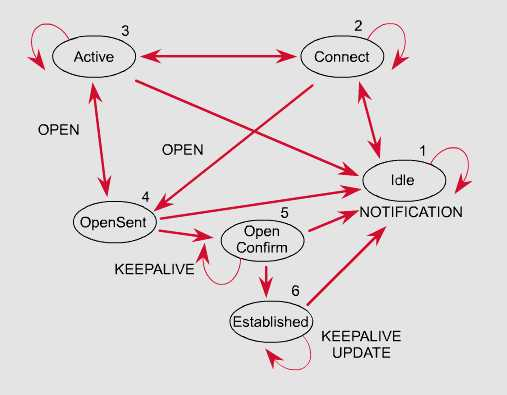 3
Active
2
Connect
OPEN
OPEN
1
Idle
NOTIFICATION
4
OpenSent
5
Open
Confirm
KEEPALIVE
6
Established
KEEPALIVE
UPDATE